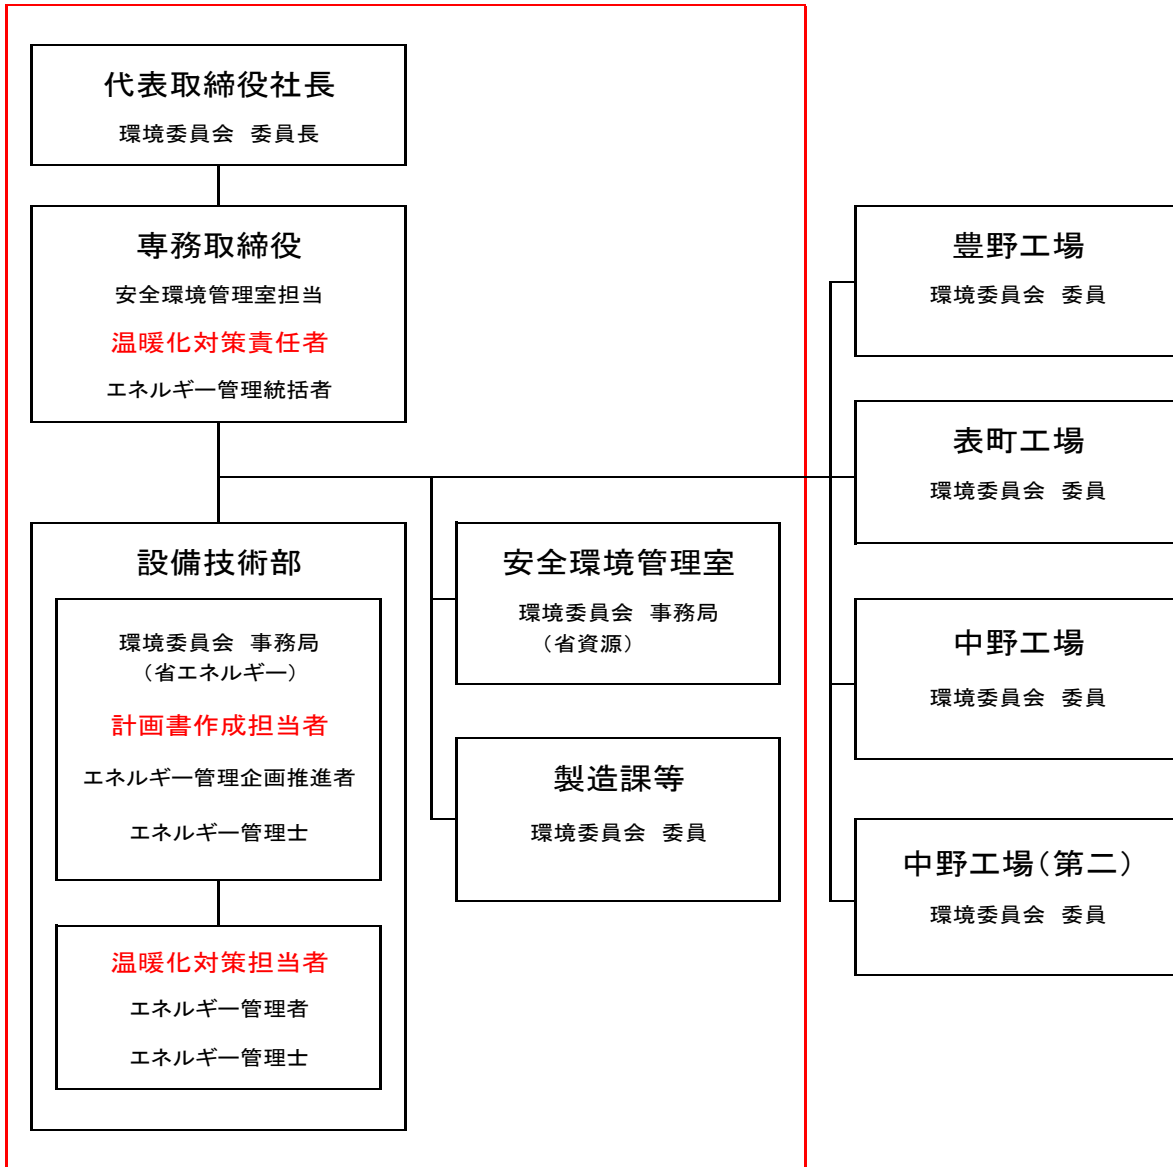 代表取締役社長
環境委員会 委員長
専務取締役
安全環境管理室担当
温暖化対策責任者
エネルギー管理統括者
設備技術部
環境委員会 事務局
（省エネルギー）
計画書作成担当者
エネルギー管理企画推進者
エネルギー管理士
温暖化対策担当者
エネルギー管理者
エネルギー管理士
安全環境管理室
環境委員会 事務局
（省資源）
製造課等
環境委員会 委員
豊野工場
環境委員会 委員
表町工場
環境委員会 委員
中野工場
環境委員会 委員
中野工場（第二）
環境委員会 委員